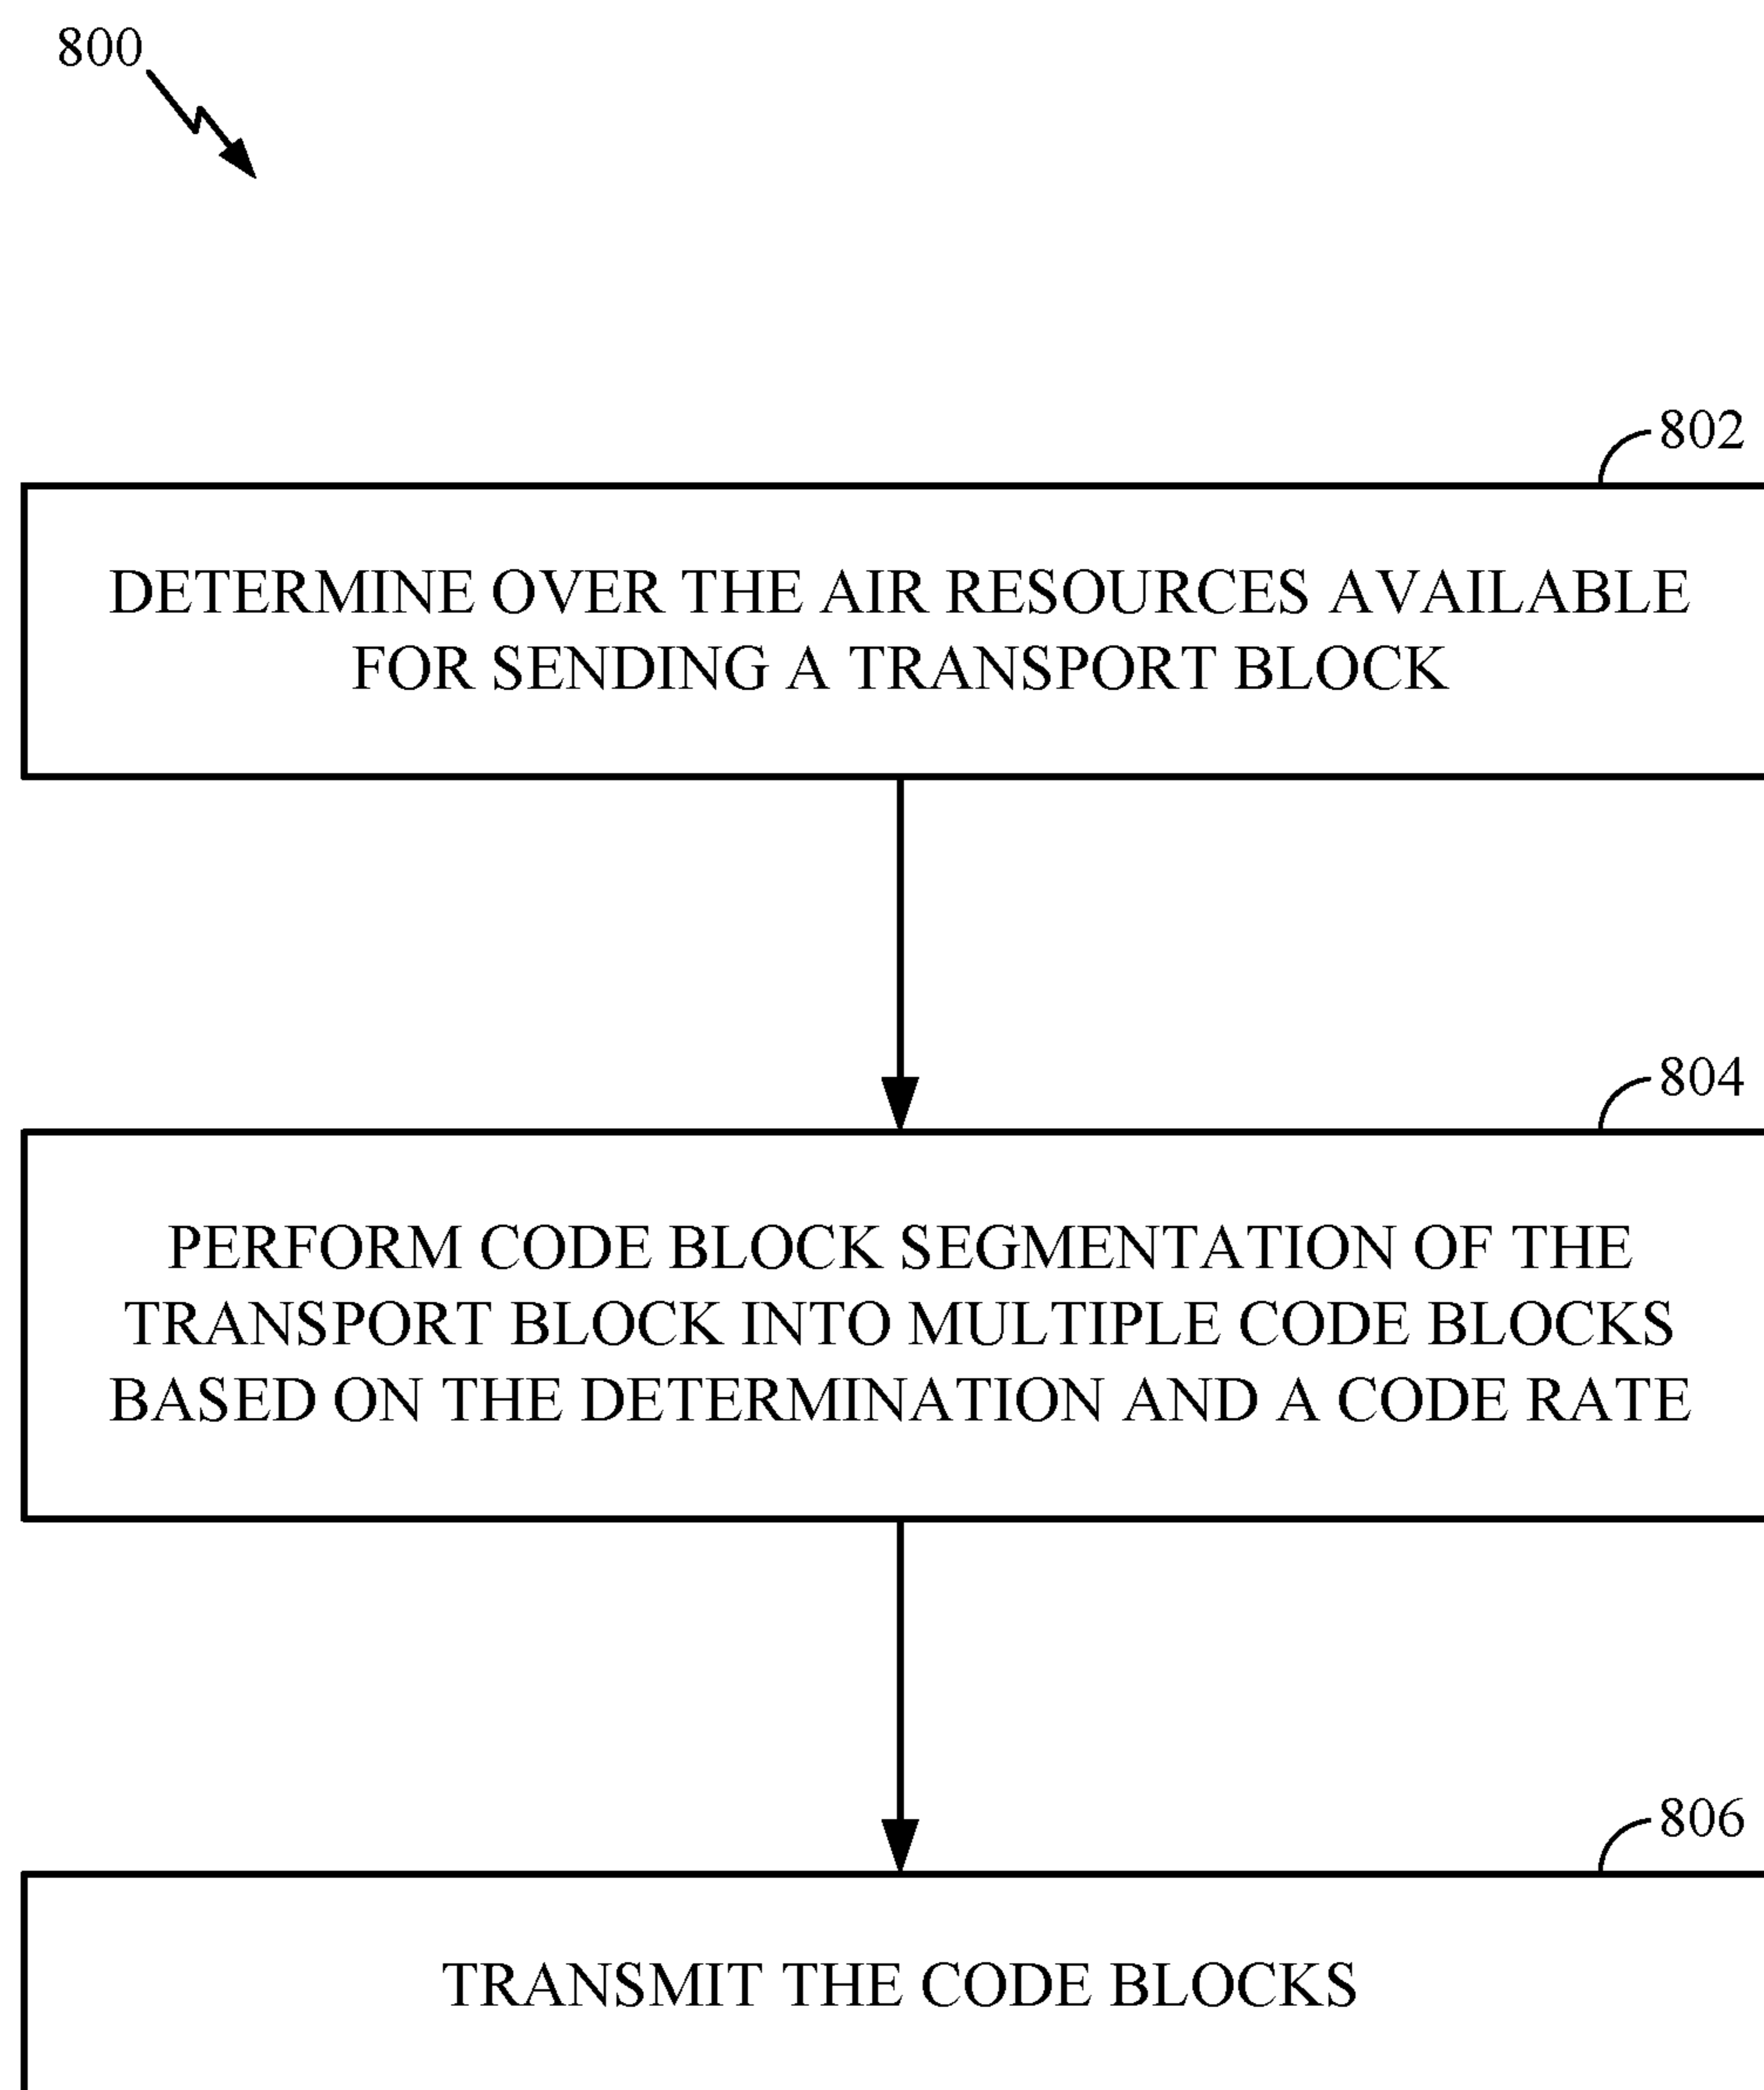 800
802
DETERMINE OVER THE AIR RESOURCES AVAILABLE
FOR SENDING A TRANSPORT BLOCK
804
PERFORM CODE BLOCK SEGMENTATION OF THE
TRANSPORT BLOCK INTO MULTIPLE CODE BLOCKS
BASED ON THE DETERMINATION AND A CODE RATE
806
TRANSMIT THE CODE BLOCKS